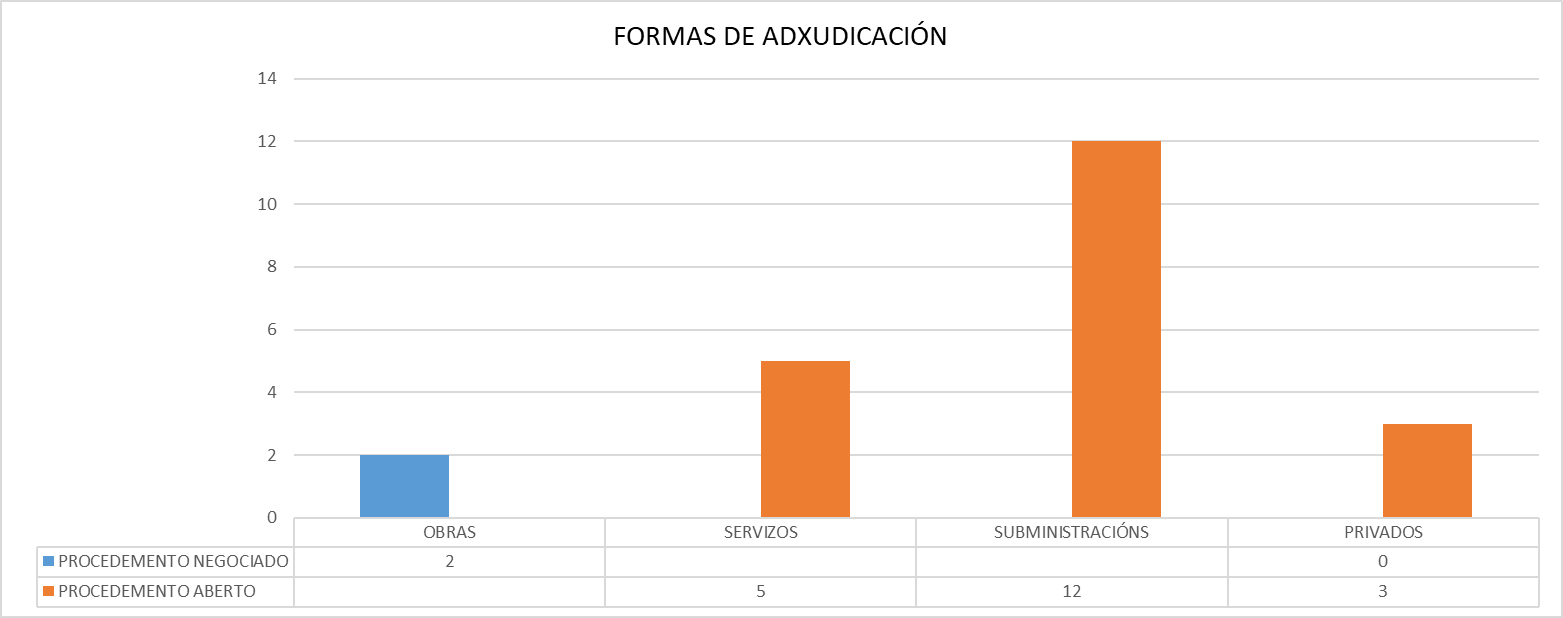 FORMAS DE ADXUDICACIÓN
14
12
10
8
6
4
2
0
OBRAS SERVIZOS SUBMINISTRACIÓNS PRIVADOS
PROCEDEMENTO NEGOCIADO 2 0
PROCEDEMENTO ABERTO 5 12 3